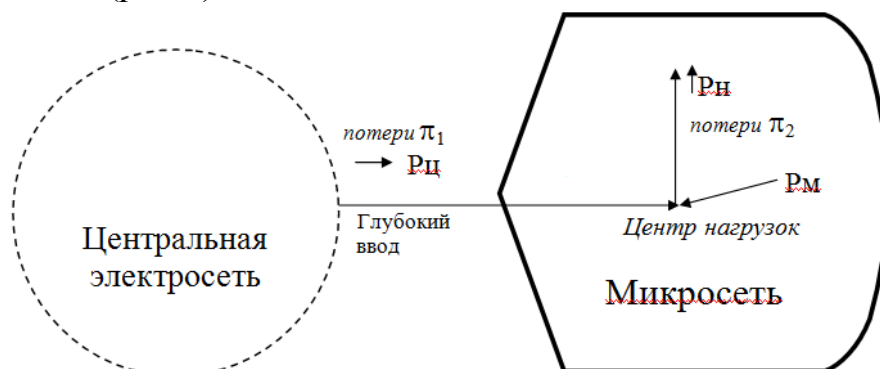 потери π1
Рц
Глубокий
ввод
Центральная
электросеть
Рн
потери π2
Рм
Центр нагрузок
Микросеть